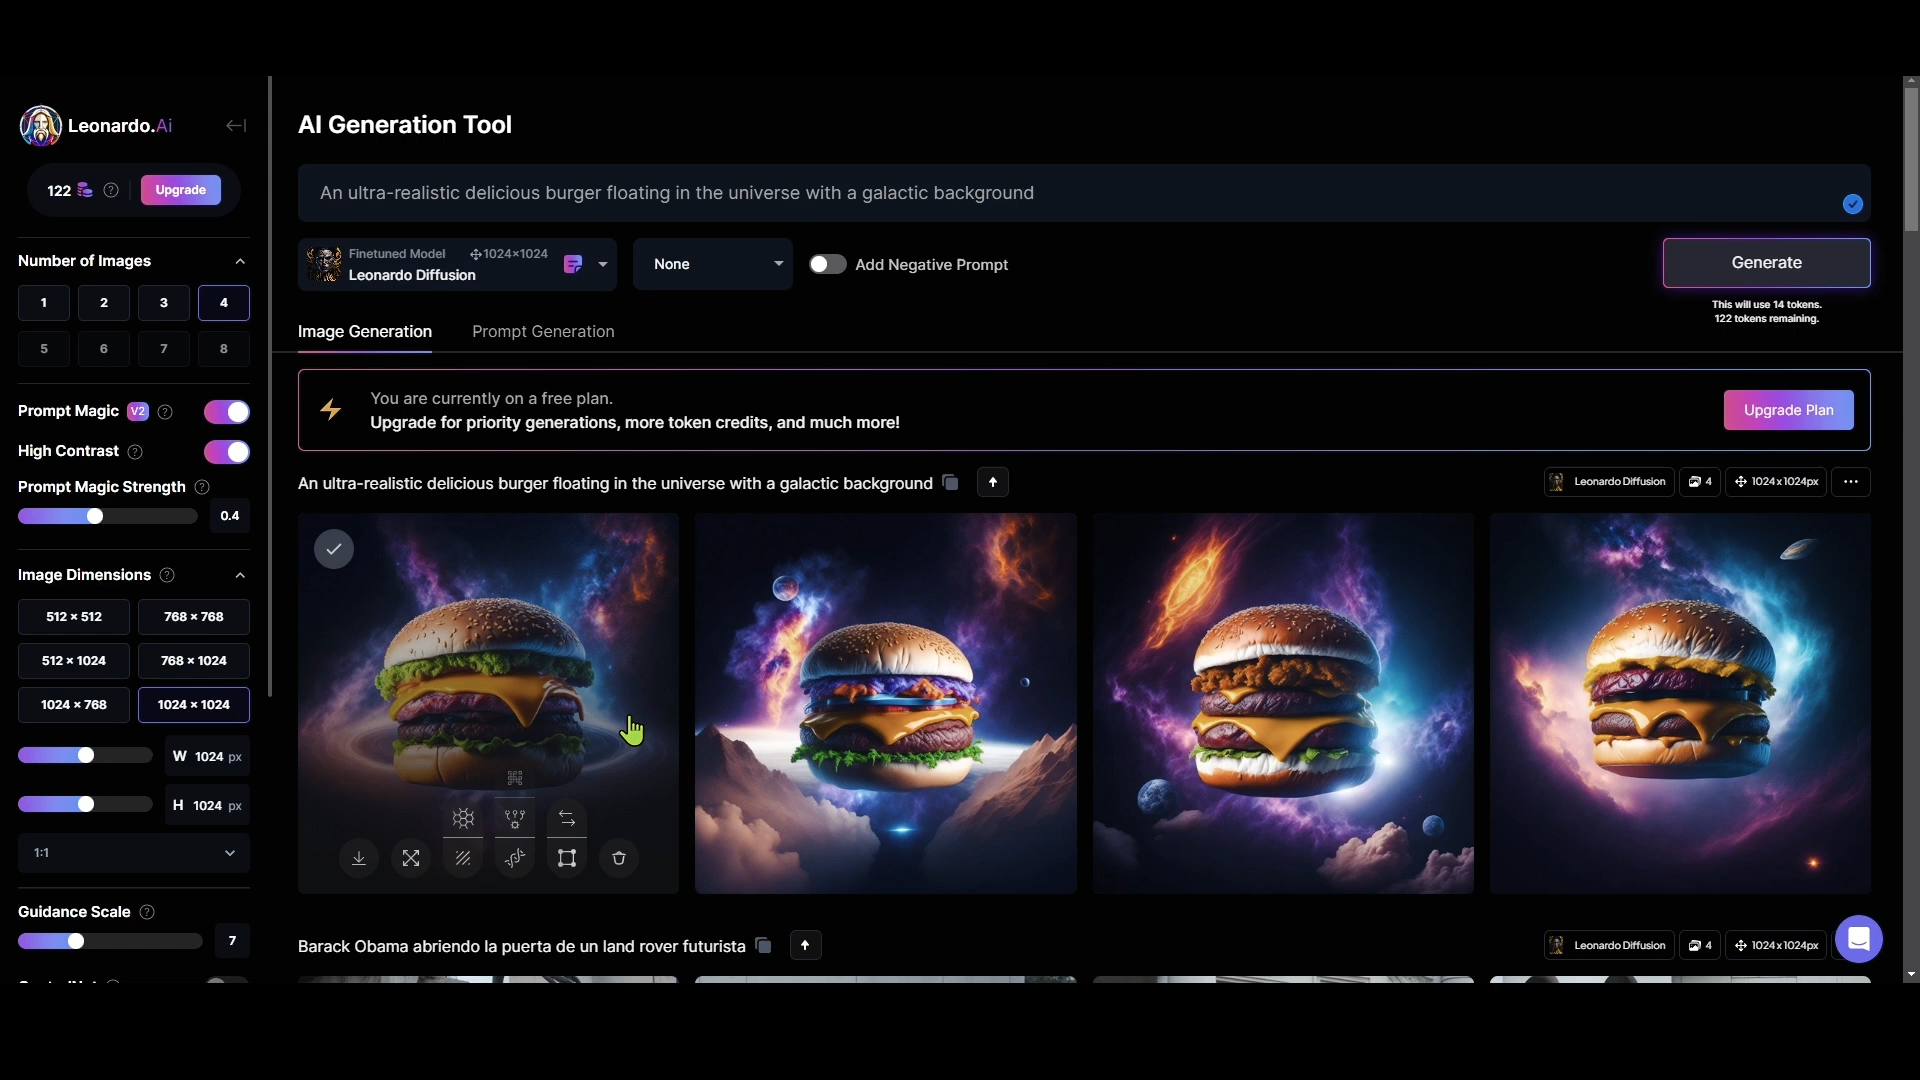 Leonardo.Ai
122
Upgrade
Number of Images
1 2 3 4
5 6 7 8
Prompt Magic V2
High Contrast
Prompt Magic Strength
0.4
Image Dimensions
512 × 512 768 × 768
512 × 1024 768 × 1024
1024 × 768 1024 × 1024
W 1024 px
H 1024 px
1:1
Guidance Scale
7
AI Generation Tool
An ultra-realistic delicious burger floating in the universe with a galactic background
Finetuned Model 1024×1024
Leonardo Diffusion
None
Add Negative Prompt
Generate
This will use 14 tokens.
122 tokens remaining.
Image Generation Prompt Generation
You are currently on a free plan.
Upgrade for priority generations, more token credits, and much more!
Upgrade Plan
An ultra-realistic delicious burger floating in the universe with a galactic background
Leonardo Diffusion 4 1024 x 1024px
Barack Obama abriendo la puerta de un land rover futurista
Leonardo Diffusion 4 1024 x 1024px